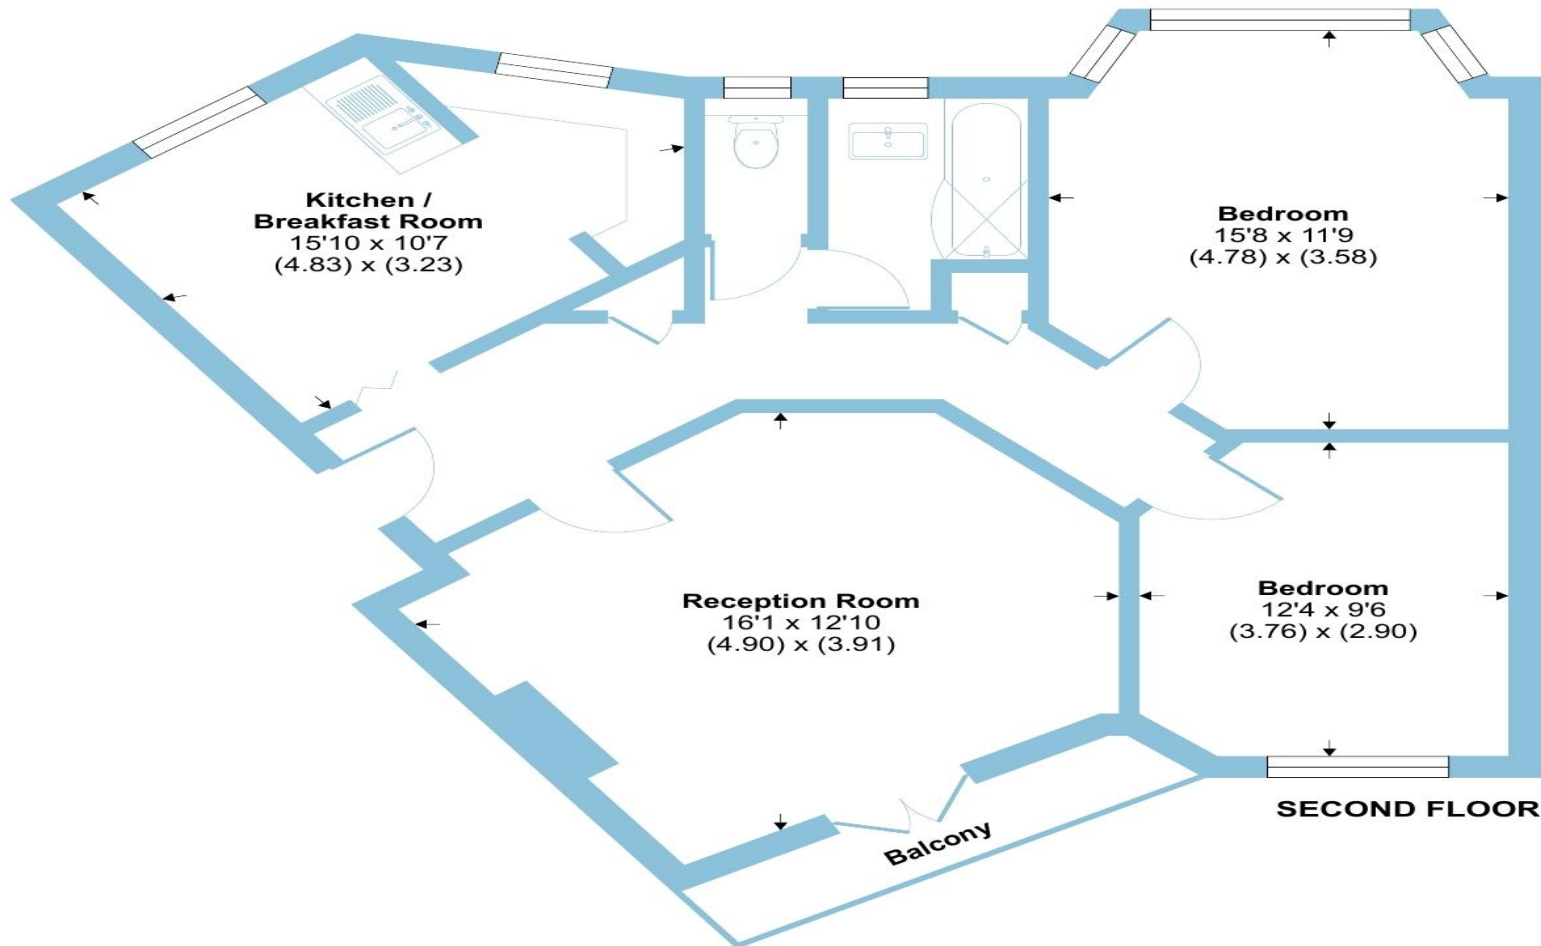 Kitchen /
Breakfast Room
15'10 x 10'7
(4.83) x (3.23)
Bedroom
15'8 x 11'9
(4.78) x (3.58)
Reception Room
16'1 x 12'10
(4.90) x (3.91)
Bedroom
12'4 x 9'6
(3.76) x (2.90)
SECOND FLOOR
Balcony